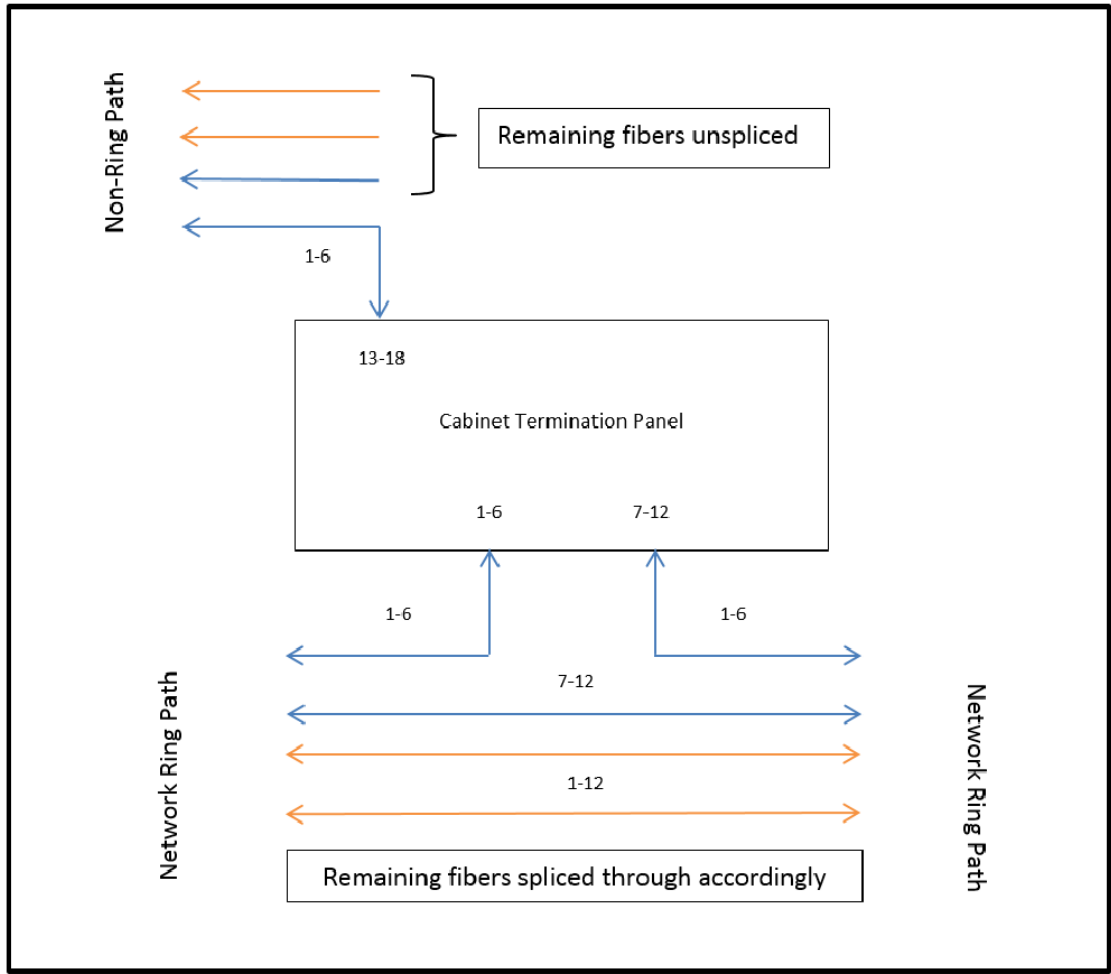 Non-Ring Path
Remaining fibers unspliced
1-6
13-18
Cabinet Termination Panel
1-6
7-12
1-6
1-6
7-12
Network Ring Path
Network Ring Path
1-12
Remaining fibers spliced through accordingly